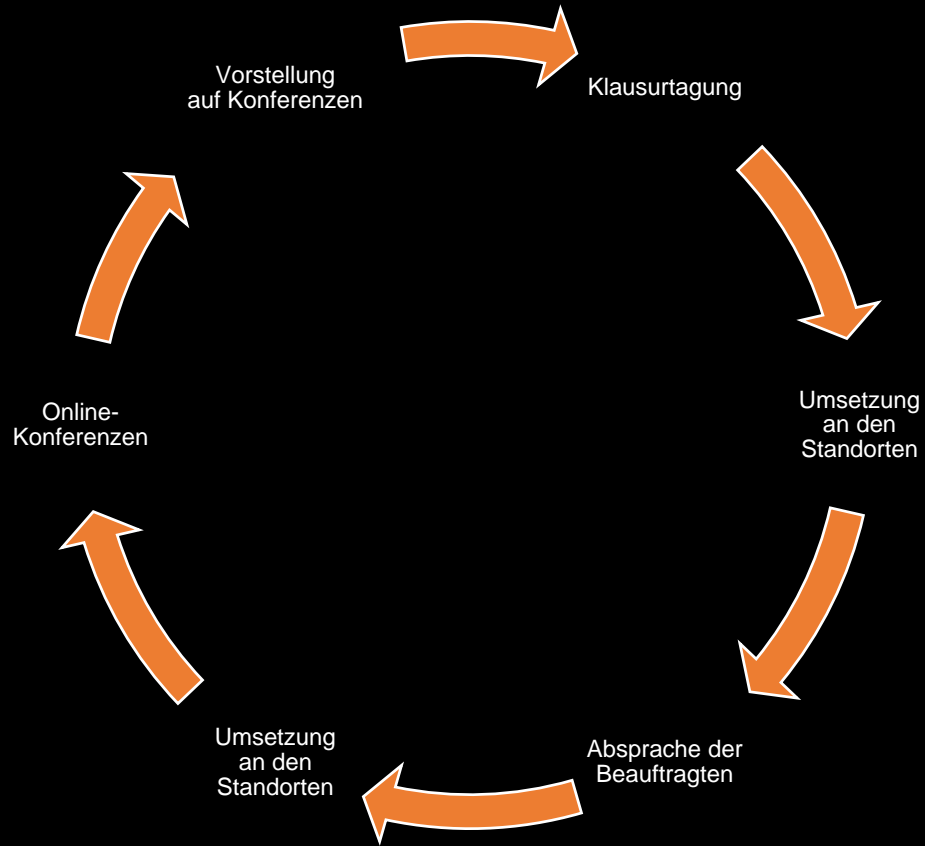 Vorstellung
auf Konferenzen
Klausurtagung
Umsetzung
an den
Standorten
Absprache der
Beauftragten
Umsetzung
an den
Standorten
Online-
Konferenzen